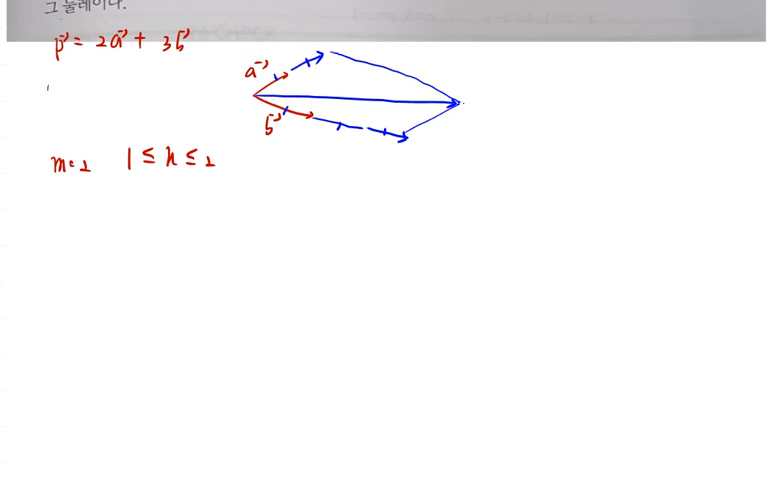 그 둘레이다.
p⃗ = 2a⃗ + 3b⃗
a⃗
b⃗
m=2 1 ≤ n ≤ 2